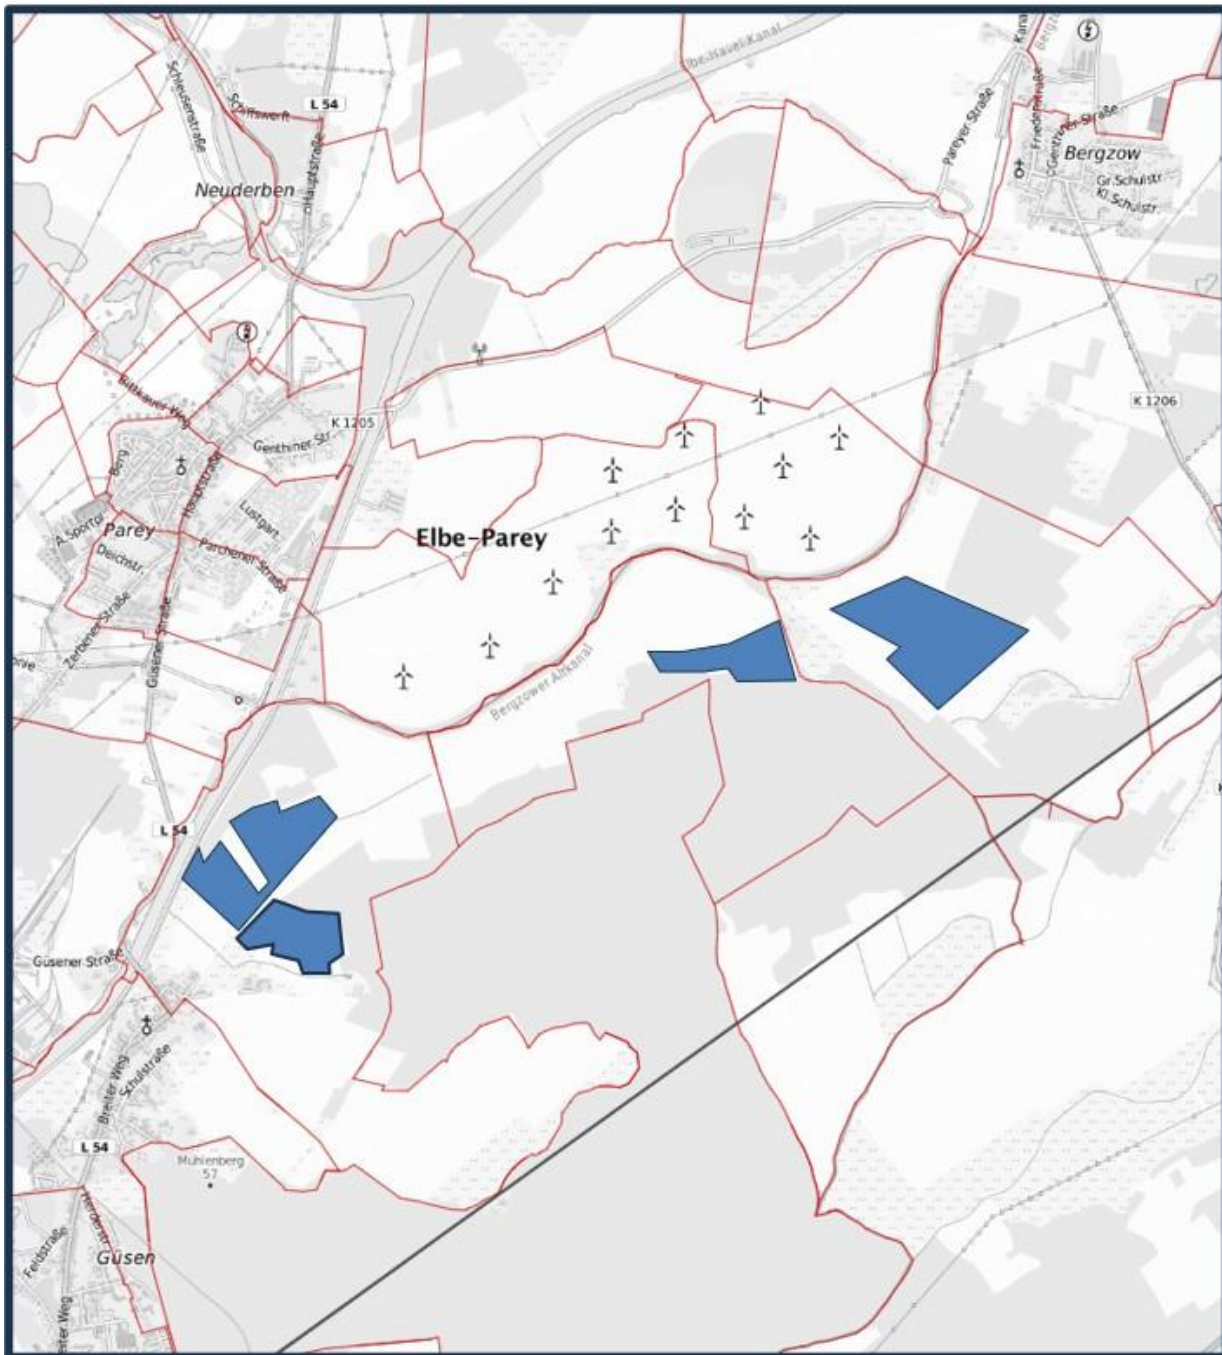 Elbe-Havel Kanal
Schleusenstraße
Schiffswerft
L 54
Hauptstraße
Neuderben
Pareyer Straße
Friedenstraße
Genthiner Straße
Bergzow
Gr.Schulstr.
Kl.Schulstr.
Bittkauer Weg
K 1205
K 1206
Genthiner Str.
Berg
Hauptstraße
Lustgart.
A.Sportpl.
Parey
Elbe-Parey
Deichstr.
Parchener Straße
Zerbener Straße
Güsener Straße
Bergzower Altkanal
L 54
Güsener Straße
Breiter Weg
Schulstraße
L 54
Mühlenberg
57
Herderstr.
Feldstraße
Güsen